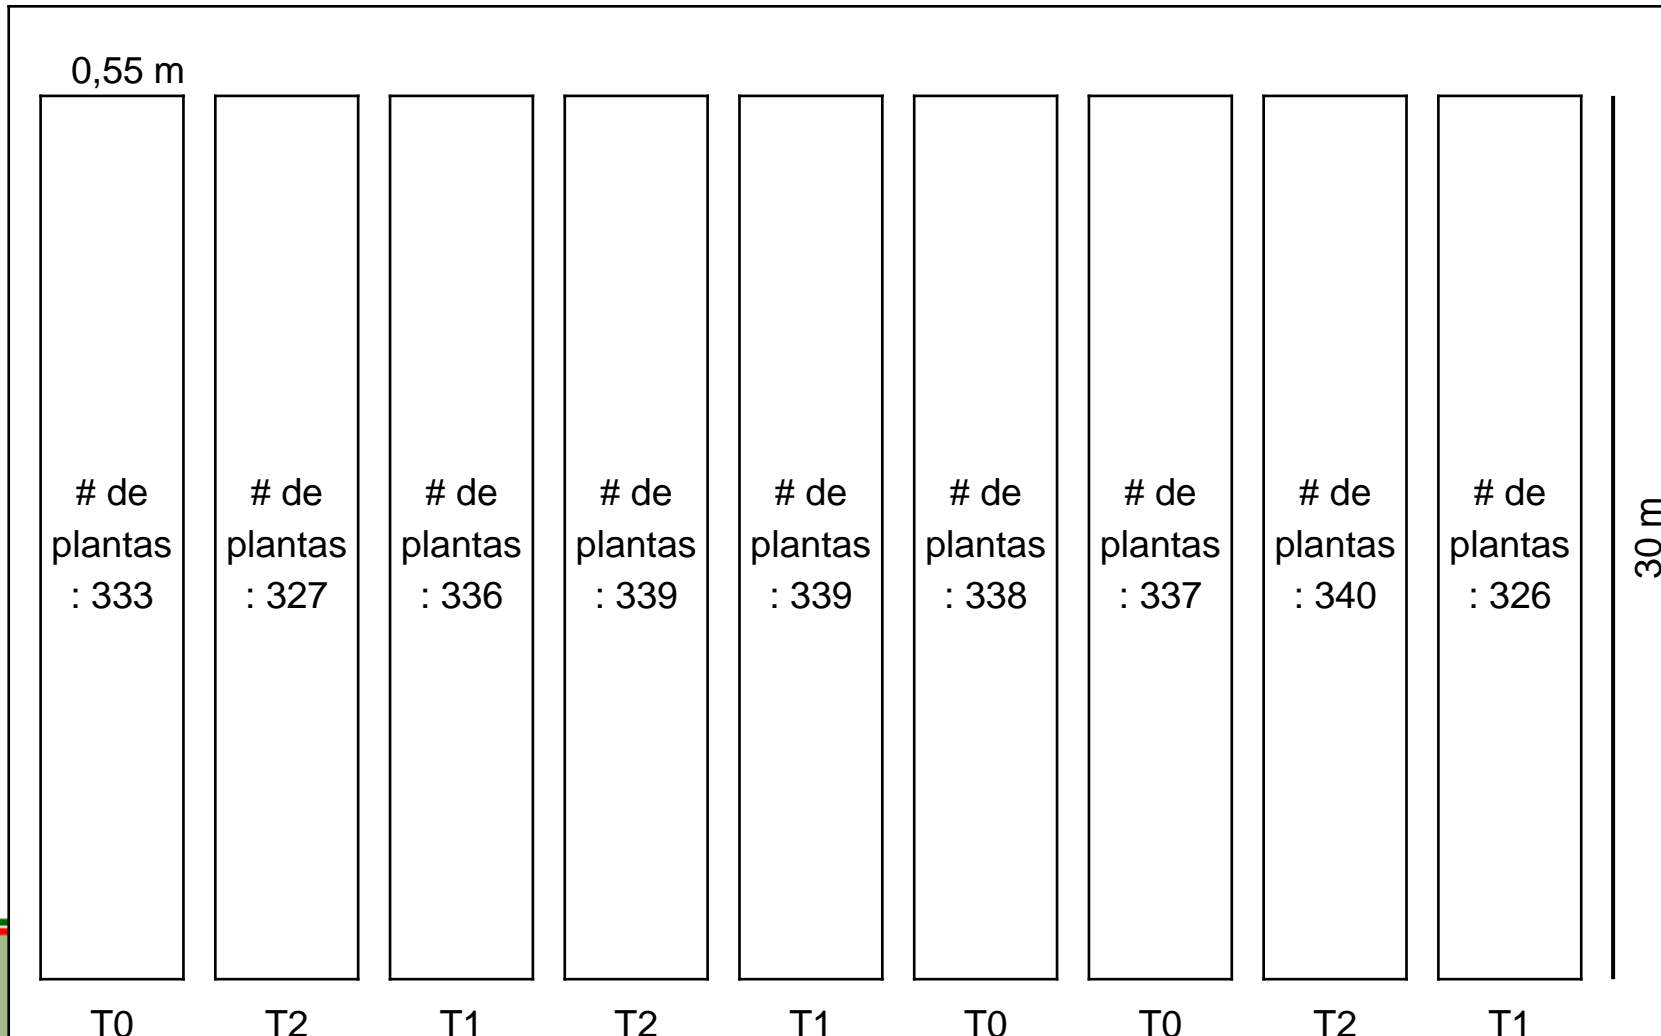 0,55 m
# de
plantas
: 333
# de
plantas
: 327
# de
plantas
: 336
# de
plantas
: 339
# de
plantas
: 339
# de
plantas
: 338
# de
plantas
: 337
# de
plantas
: 340
# de
plantas
: 326
30 m
T0
T2
T1
T2
T1
T0
T0
T2
T1